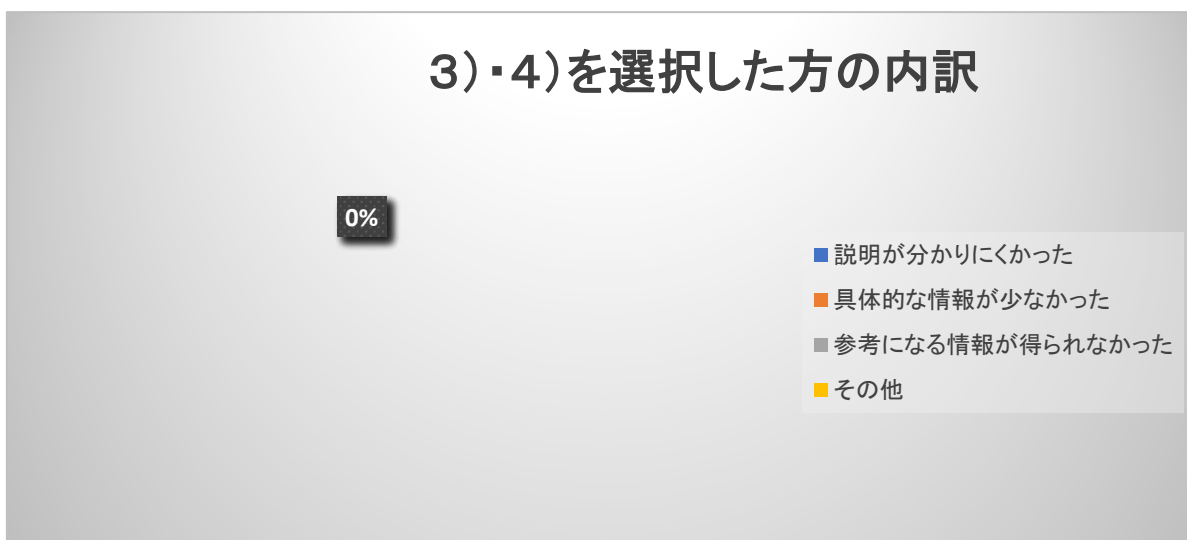 3)・4)を選択した方の内訳
0%
説明が分かりにくかった
具体的な情報が少なかった
参考になる情報が得られなかった
その他